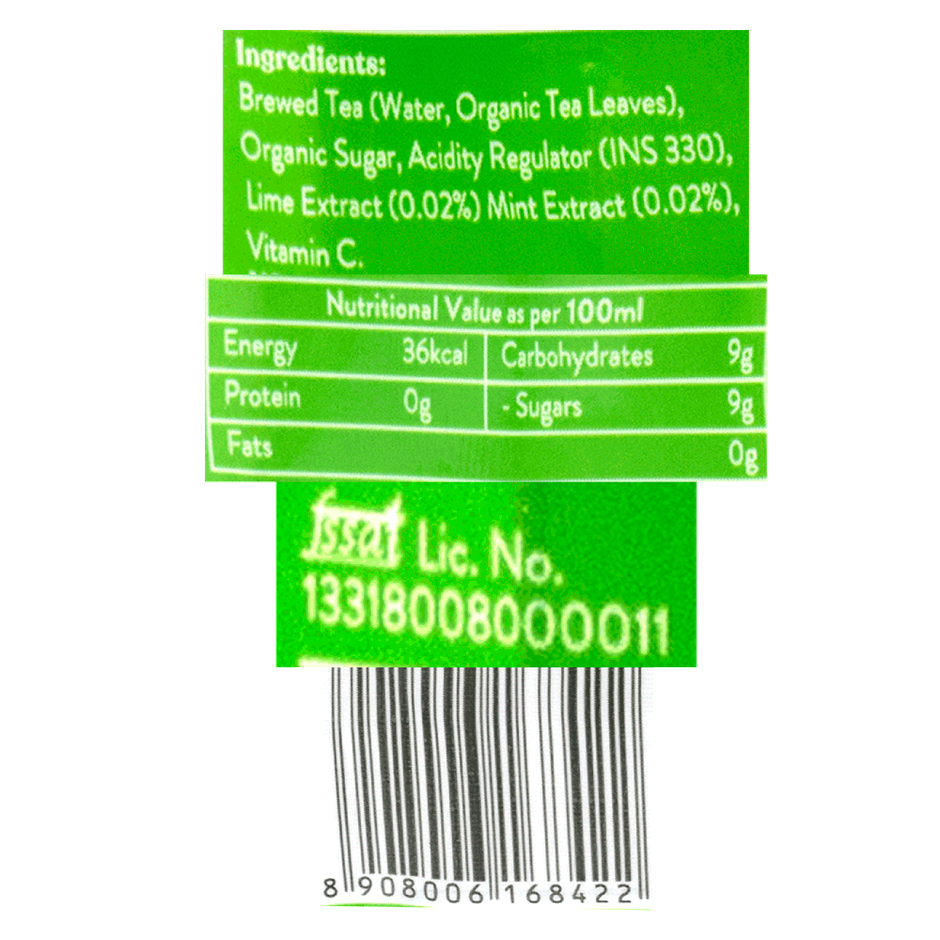 Ingredients:
Brewed Tea (Water, Organic Tea Leaves),
Organic Sugar, Acidity Regulator (INS 330),
Lime Extract (0.02%) Mint Extract (0.02%),
Vitamin C.
Nutritional Value as per 100ml
Energy 36kcal Carbohydrates 9g
Protein 0g - Sugars 9g
Fats 0g
fssai Lic. No.
13318008000011
8 908006 168422